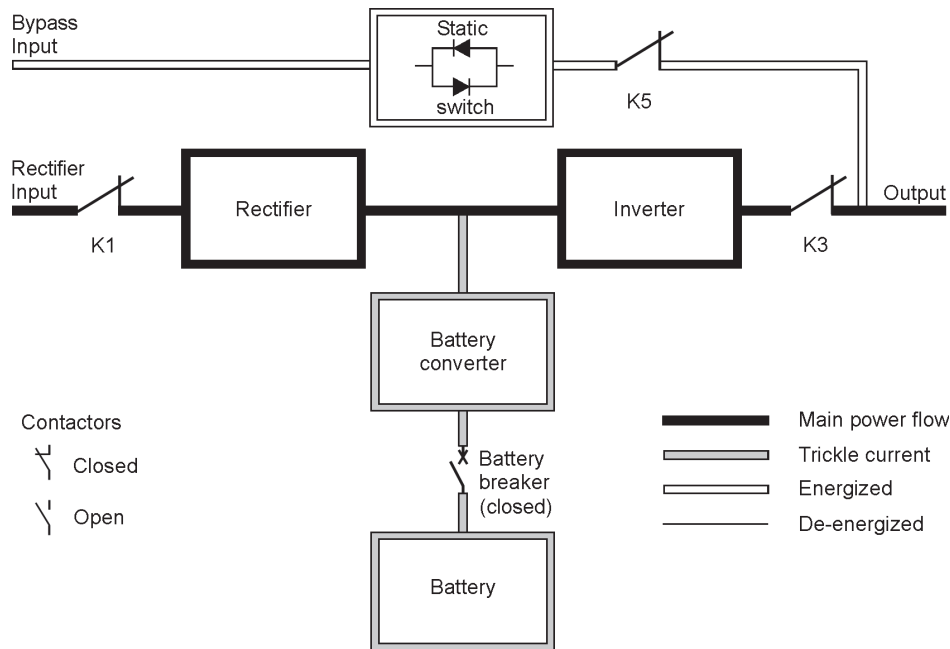 Bypass
Input
Static
switch
K5
Rectifier
Input
K1
Rectifier
Inverter
K3
Output
Battery
converter
Contactors
Closed
Open
Battery
breaker
(closed)
Battery
Main power flow
Trickle current
Energized
De-energized